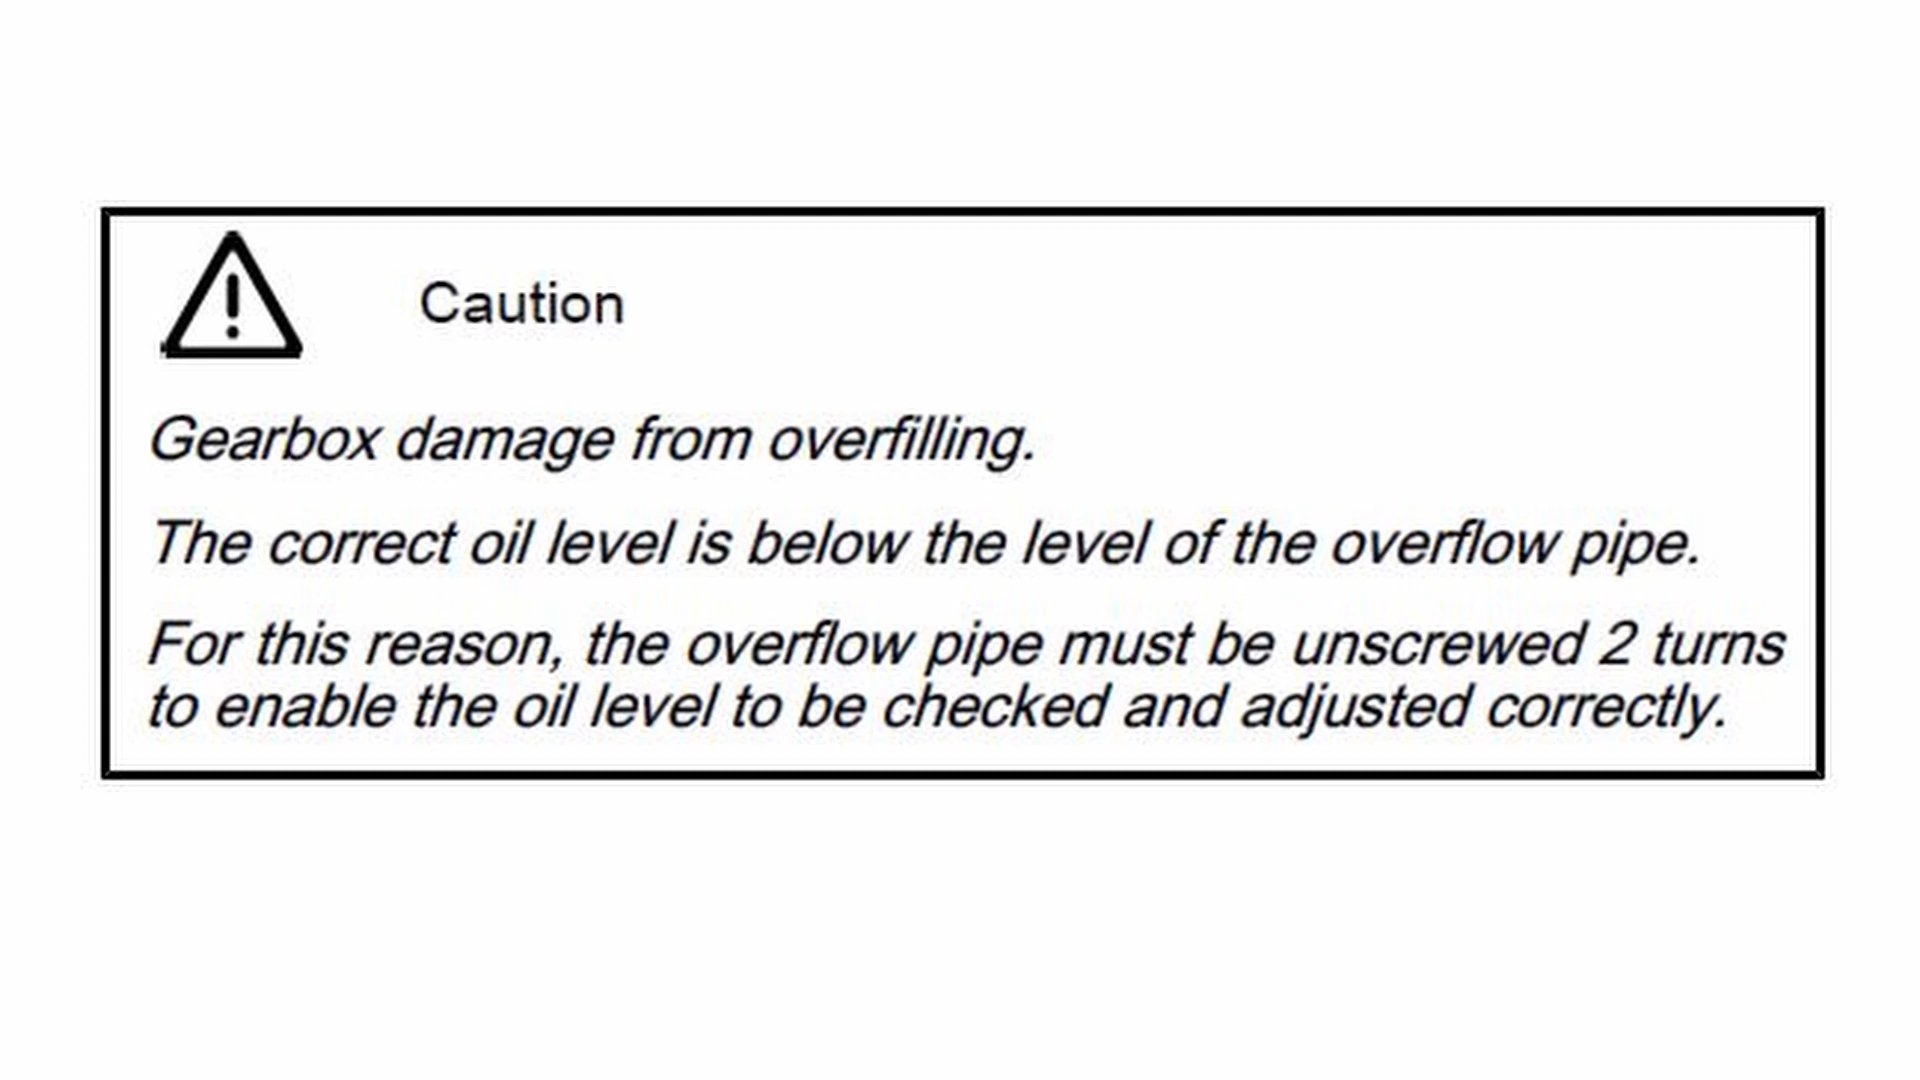 Caution
Gearbox damage from overfilling.
The correct oil level is below the level of the overflow pipe.
For this reason, the overflow pipe must be unscrewed 2 turns
to enable the oil level to be checked and adjusted correctly.